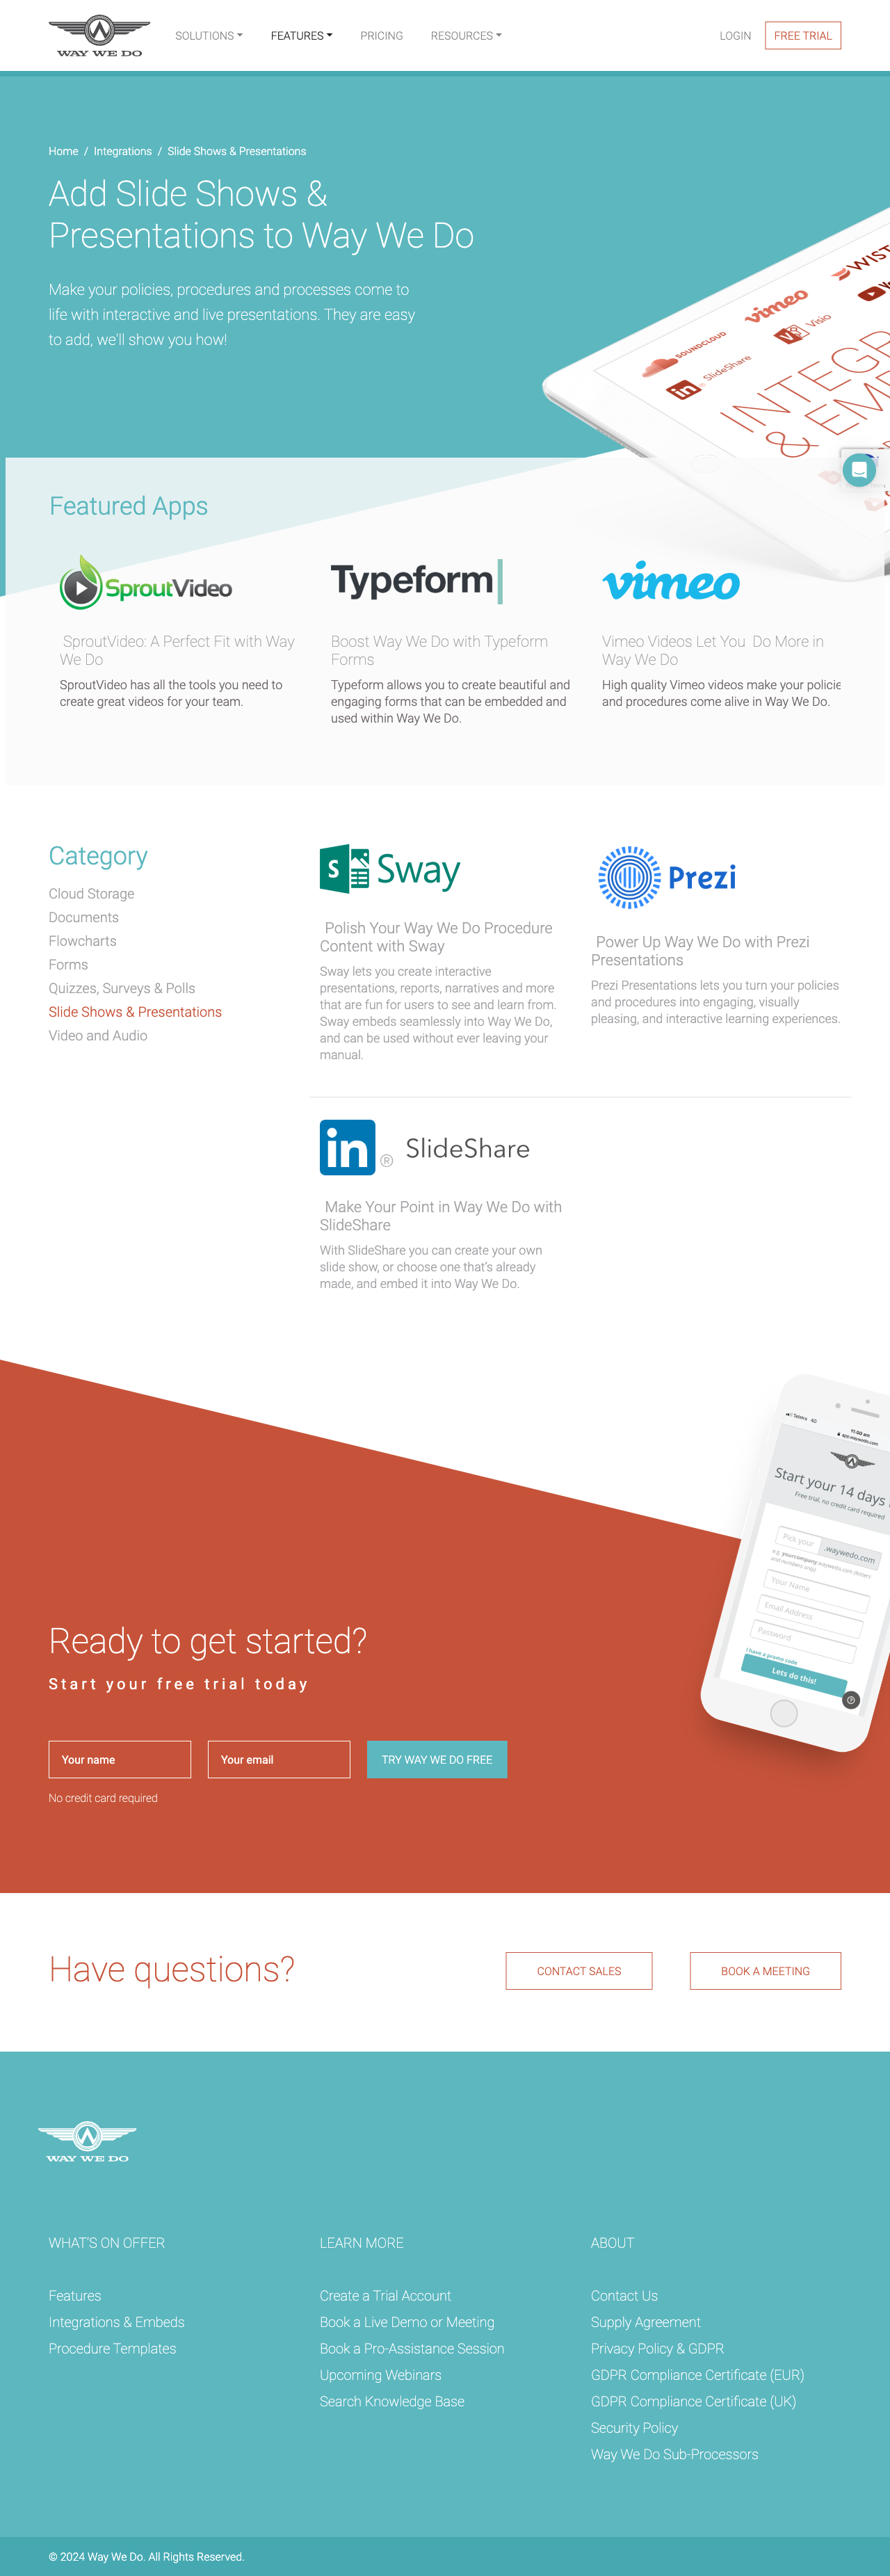 WAY WE DO
SOLUTIONS
FEATURES
PRICING
RESOURCES
LOGIN
FREE TRIAL
Home / Integrations / Slide Shows & Presentations
Add Slide Shows &
Presentations to Way We Do
Make your policies, procedures and processes come to
life with interactive and live presentations. They are easy
to add, we'll show you how!
SOUNDCLOUD
vimeo
WIST
in SlideShare
Visio
INTEGR
& EM
Featured Apps
SproutVideo
SproutVideo: A Perfect Fit with Way
We Do
SproutVideo has all the tools you need to
create great videos for your team.
Typeform
Boost Way We Do with Typeform
Forms
Typeform allows you to create beautiful and
engaging forms that can be embedded and
used within Way We Do.
vimeo
Vimeo Videos Let You Do More in
Way We Do
High quality Vimeo videos make your policie
and procedures come alive in Way We Do.
Category
Cloud Storage
Documents
Flowcharts
Forms
Quizzes, Surveys & Polls
Slide Shows & Presentations
Video and Audio
S Sway
Polish Your Way We Do Procedure
Content with Sway
Sway lets you create interactive
presentations, reports, narratives and more
that are fun for users to see and learn from.
Sway embeds seamlessly into Way We Do,
and can be used without ever leaving your
manual.
Prezi
Power Up Way We Do with Prezi
Presentations
Prezi Presentations lets you turn your policies
and procedures into engaging, visually
pleasing, and interactive learning experiences.
in ® SlideShare
Make Your Point in Way We Do with
SlideShare
With SlideShare you can create your own
slide show, or choose one that's already
made, and embed it into Way We Do.
Telstra 4G
11:00 am
app.waywedo.com
Start your 14 days
Free trial, no credit card required
Pick your .waywedo.com
e.g. yourcompany.waywedo.com (letters
and numbers only)
Your Name
Email Address
Password
I have a promo code
Lets do this!
Ready to get started?
Start your free trial today
Your name
Your email
TRY WAY WE DO FREE
No credit card required
Have questions?
CONTACT SALES
BOOK A MEETING
WAY WE DO
WHAT'S ON OFFER
Features
Integrations & Embeds
Procedure Templates
LEARN MORE
Create a Trial Account
Book a Live Demo or Meeting
Book a Pro-Assistance Session
Upcoming Webinars
Search Knowledge Base
ABOUT
Contact Us
Supply Agreement
Privacy Policy & GDPR
GDPR Compliance Certificate (EUR)
GDPR Compliance Certificate (UK)
Security Policy
Way We Do Sub-Processors
© 2024 Way We Do. All Rights Reserved.